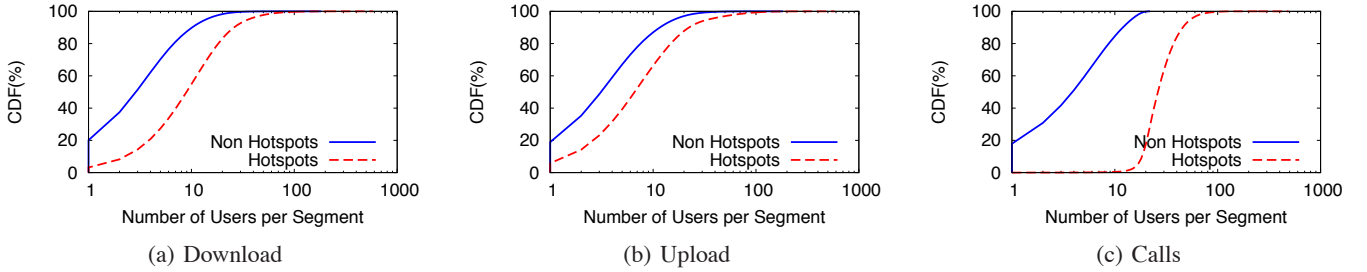 100
80
60
40
20
0
CDF(%)
Non Hotspots
Hotspots
1 10 100 1000
Number of Users per Segment
(a) Download
100
80
60
40
20
0
CDF(%)
Non Hotspots
Hotspots
1 10 100 1000
Number of Users per Segment
(b) Upload
100
80
60
40
20
0
CDF(%)
Non Hotspots
Hotspots
1 10 100 1000
Number of Users per Segment
(c) Calls